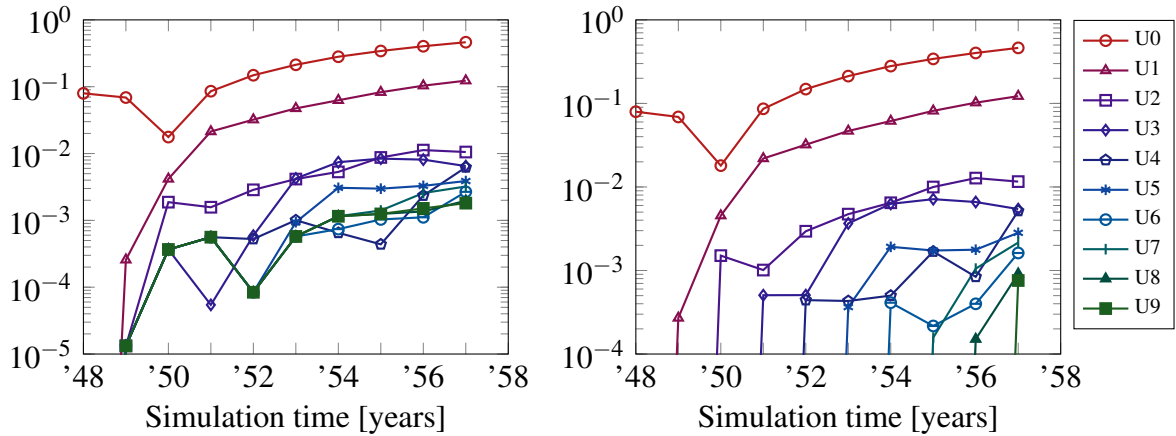 10^0
10^-1
10^-2
10^-3
10^-4
10^-5
'48 '50 '52 '54 '56 '58
Simulation time [years]
10^0
10^-1
10^-2
10^-3
10^-4
'48 '50 '52 '54 '56 '58
Simulation time [years]
U0
U1
U2
U3
U4
U5
U6
U7
U8
U9